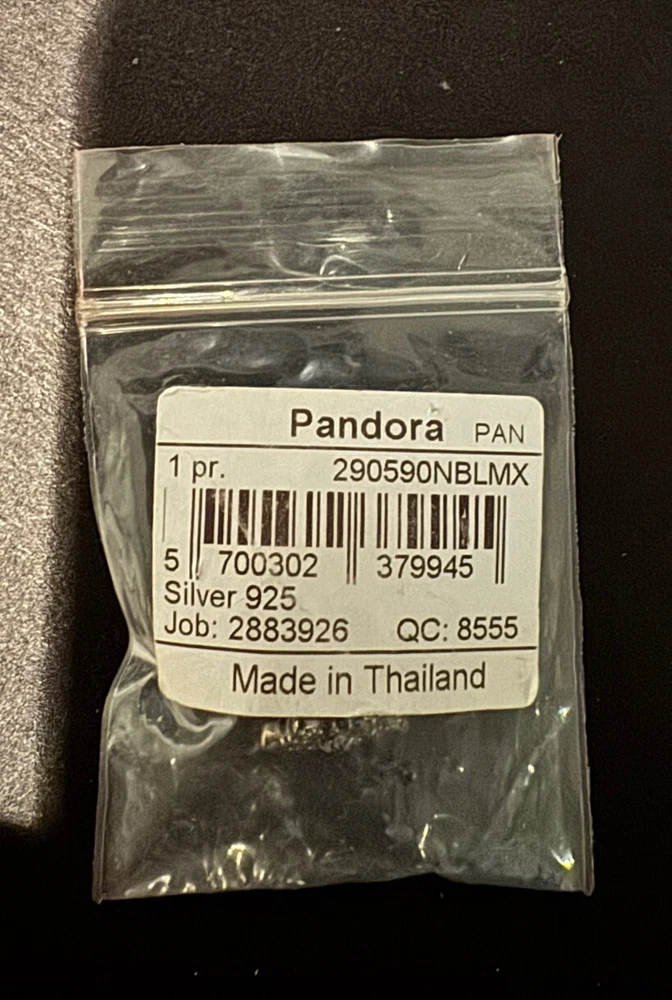 Pandora PAN
1 pr. 290590NBLMX
5 700302 379945
Silver 925
Job: 2883926 QC: 8555
Made in Thailand